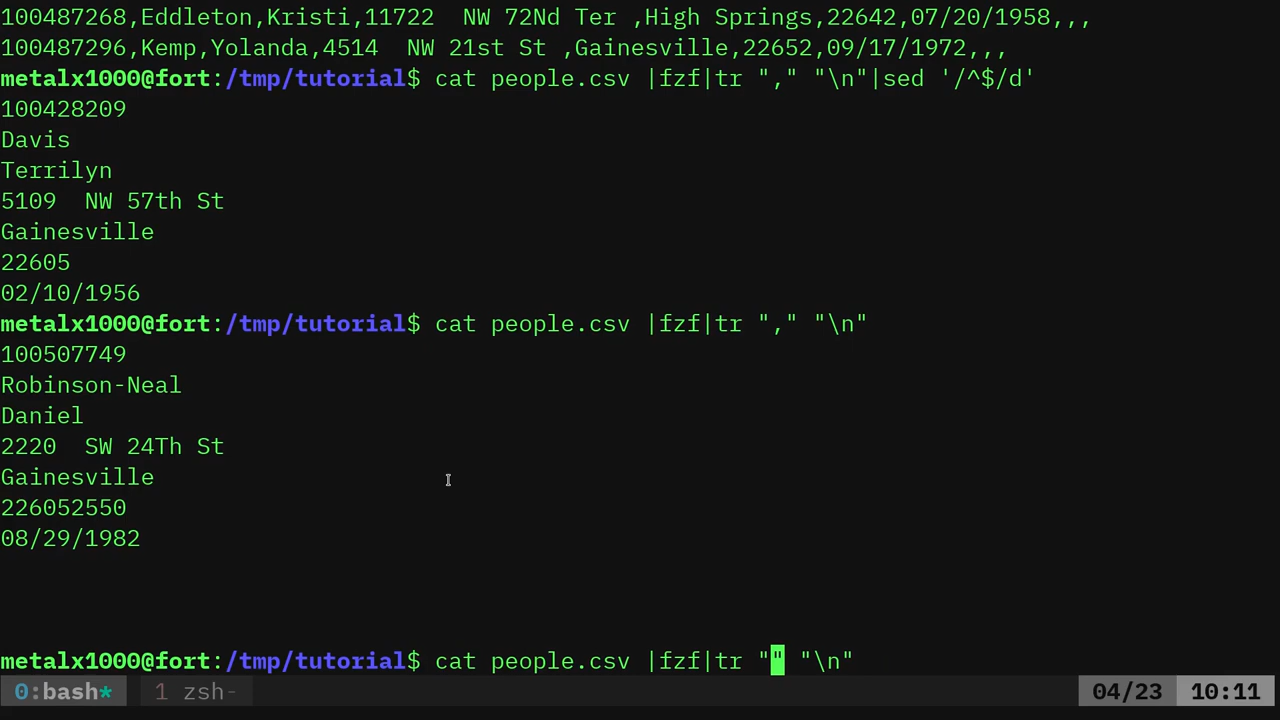 100487268,Eddleton,Kristi,11722  NW 72Nd Ter ,High Springs,22642,07/20/1958,,,
100487296,Kemp,Yolanda,4514  NW 21st St ,Gainesville,22652,09/17/1972,,,
metalx1000@fort:/tmp/tutorial$ cat people.csv |fzf|tr "," "\n"|sed '/^$/d'
100428209
Davis
Terrilyn
5109  NW 57th St
Gainesville
22605
02/10/1956
metalx1000@fort:/tmp/tutorial$ cat people.csv |fzf|tr "," "\n"
100507749
Robinson-Neal
Daniel
2220  SW 24Th St
Gainesville
226052550
08/29/1982
metalx1000@fort:/tmp/tutorial$ cat people.csv |fzf|tr "" "\n"
0:bash*  1 zsh-  04/23  10:11